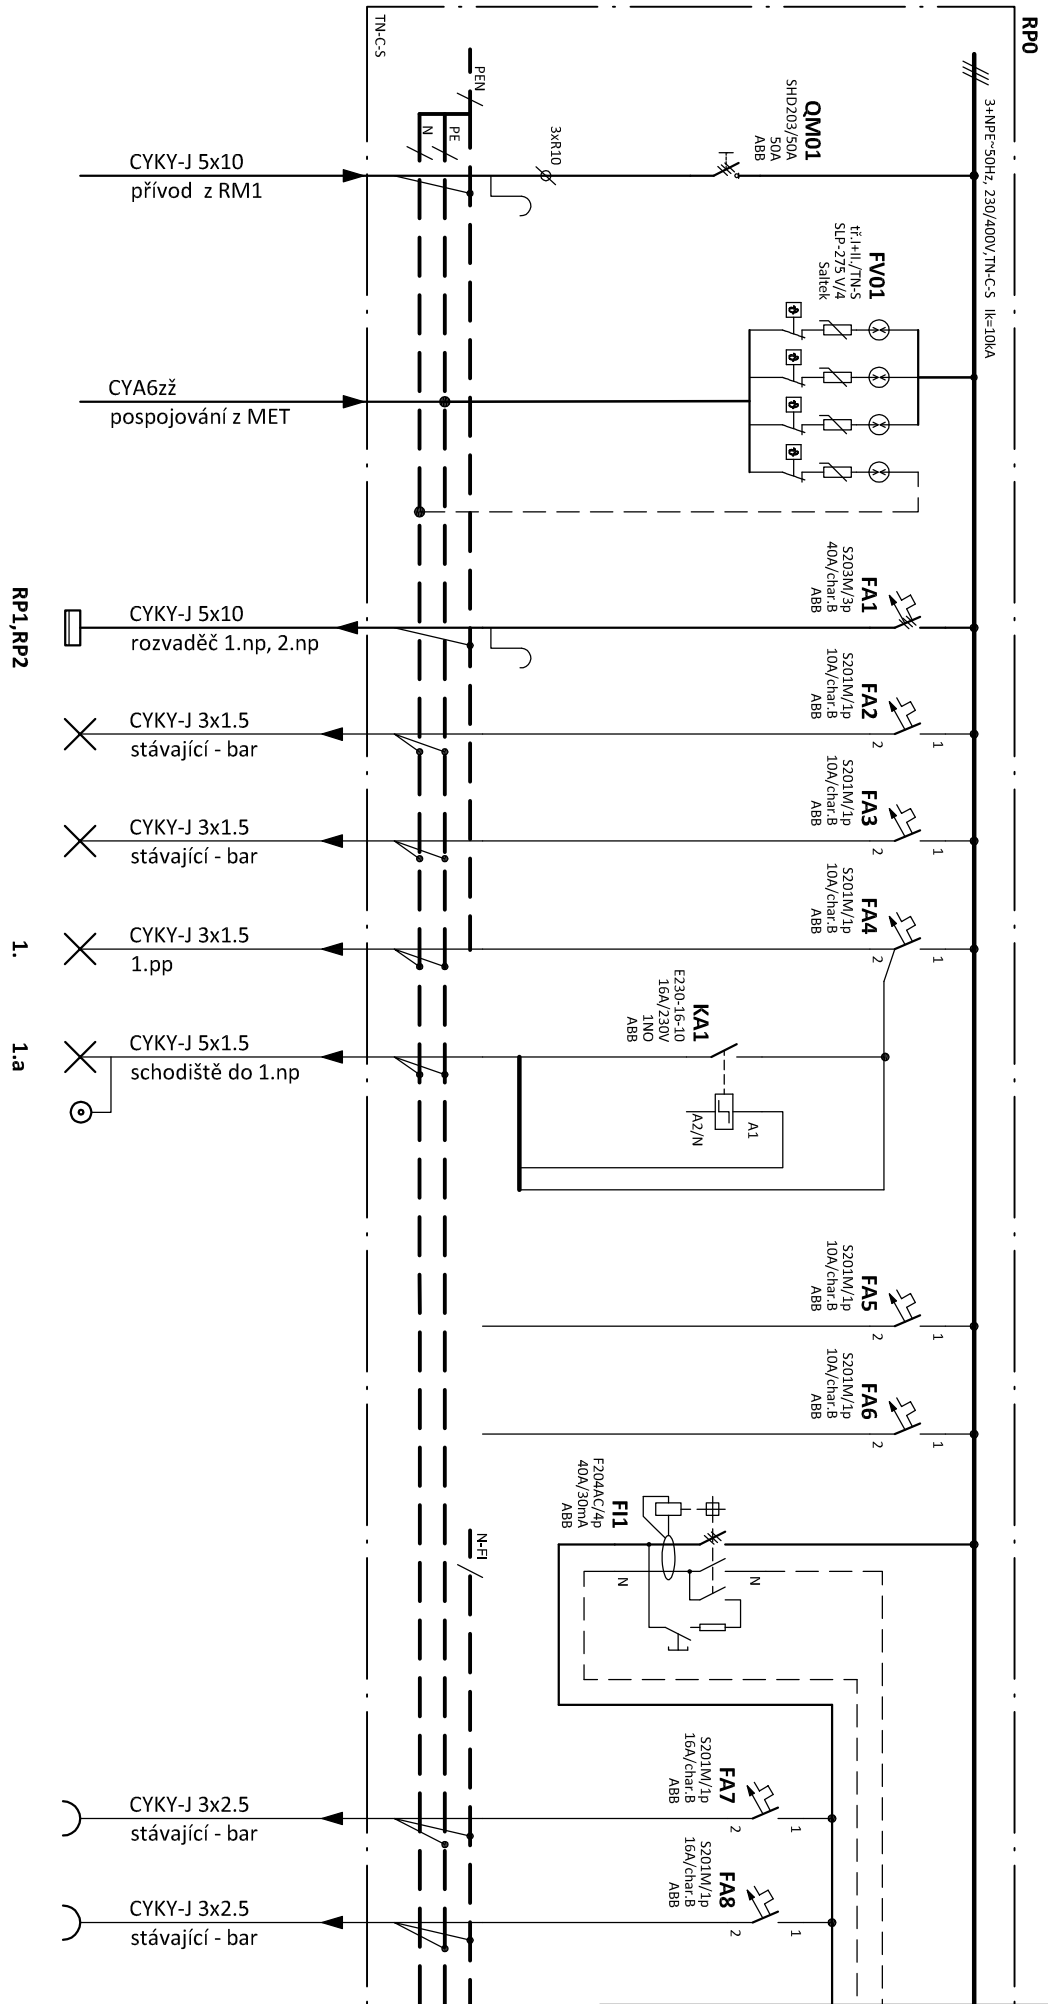 RP0
3+NPE~50Hz, 230/400V,TN-C-S Ik=10kA
TN-C-S
PEN
PE
N
3xR10
QM01
SHD203/50A
50A
ABB
CYKY-J 5x10
přívod z RM1
FV01
tř.I+II./TN-S
SLP-275 V/4
Saltek
CYA6zž
pospojování z MET
FA1
S203M/3p
40A/char.B
ABB
CYKY-J 5x10
rozvaděč 1.np, 2.np
RP1,RP2
FA2
S201M/1p
10A/char.B
ABB
1
2
CYKY-J 3x1.5
stávající - bar
FA3
S201M/1p
10A/char.B
ABB
1
2
CYKY-J 3x1.5
stávající - bar
FA4
S201M/1p
10A/char.B
ABB
1
2
CYKY-J 3x1.5
1.pp
1.
KA1
E230-16-10
16A/230V
1NO
ABB
A1
A2/N
CYKY-J 5x1.5
schodiště do 1.np
1.a
FA5
S201M/1p
10A/char.B
ABB
1
2
FA6
S201M/1p
10A/char.B
ABB
1
2
FI1
F204AC/4p
40A/30mA
ABB
N
N
N-FI
FA7
S201M/1p
16A/char.B
ABB
1
2
CYKY-J 3x2.5
stávající - bar
FA8
S201M/1p
16A/char.B
ABB
1
2
CYKY-J 3x2.5
stávající - bar